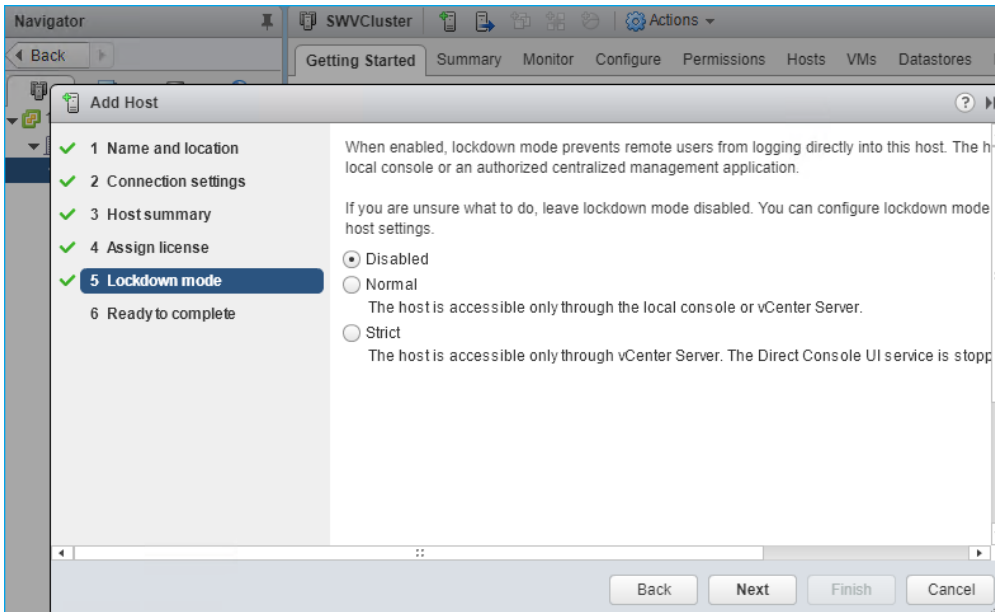 Navigator
SWVCluster
Actions
Back
Getting Started Summary Monitor Configure Permissions Hosts VMs Datastores
Add Host
?
1 Name and location
2 Connection settings
3 Host summary
4 Assign license
5 Lockdown mode
6 Ready to complete
When enabled, lockdown mode prevents remote users from logging directly into this host. The h
local console or an authorized centralized management application.
If you are unsure what to do, leave lockdown mode disabled. You can configure lockdown mode
host settings.
Disabled
Normal
The host is accessible only through the local console or vCenter Server.
Strict
The host is accessible only through vCenter Server. The Direct Console UI service is stopp
Back Next Finish Cancel